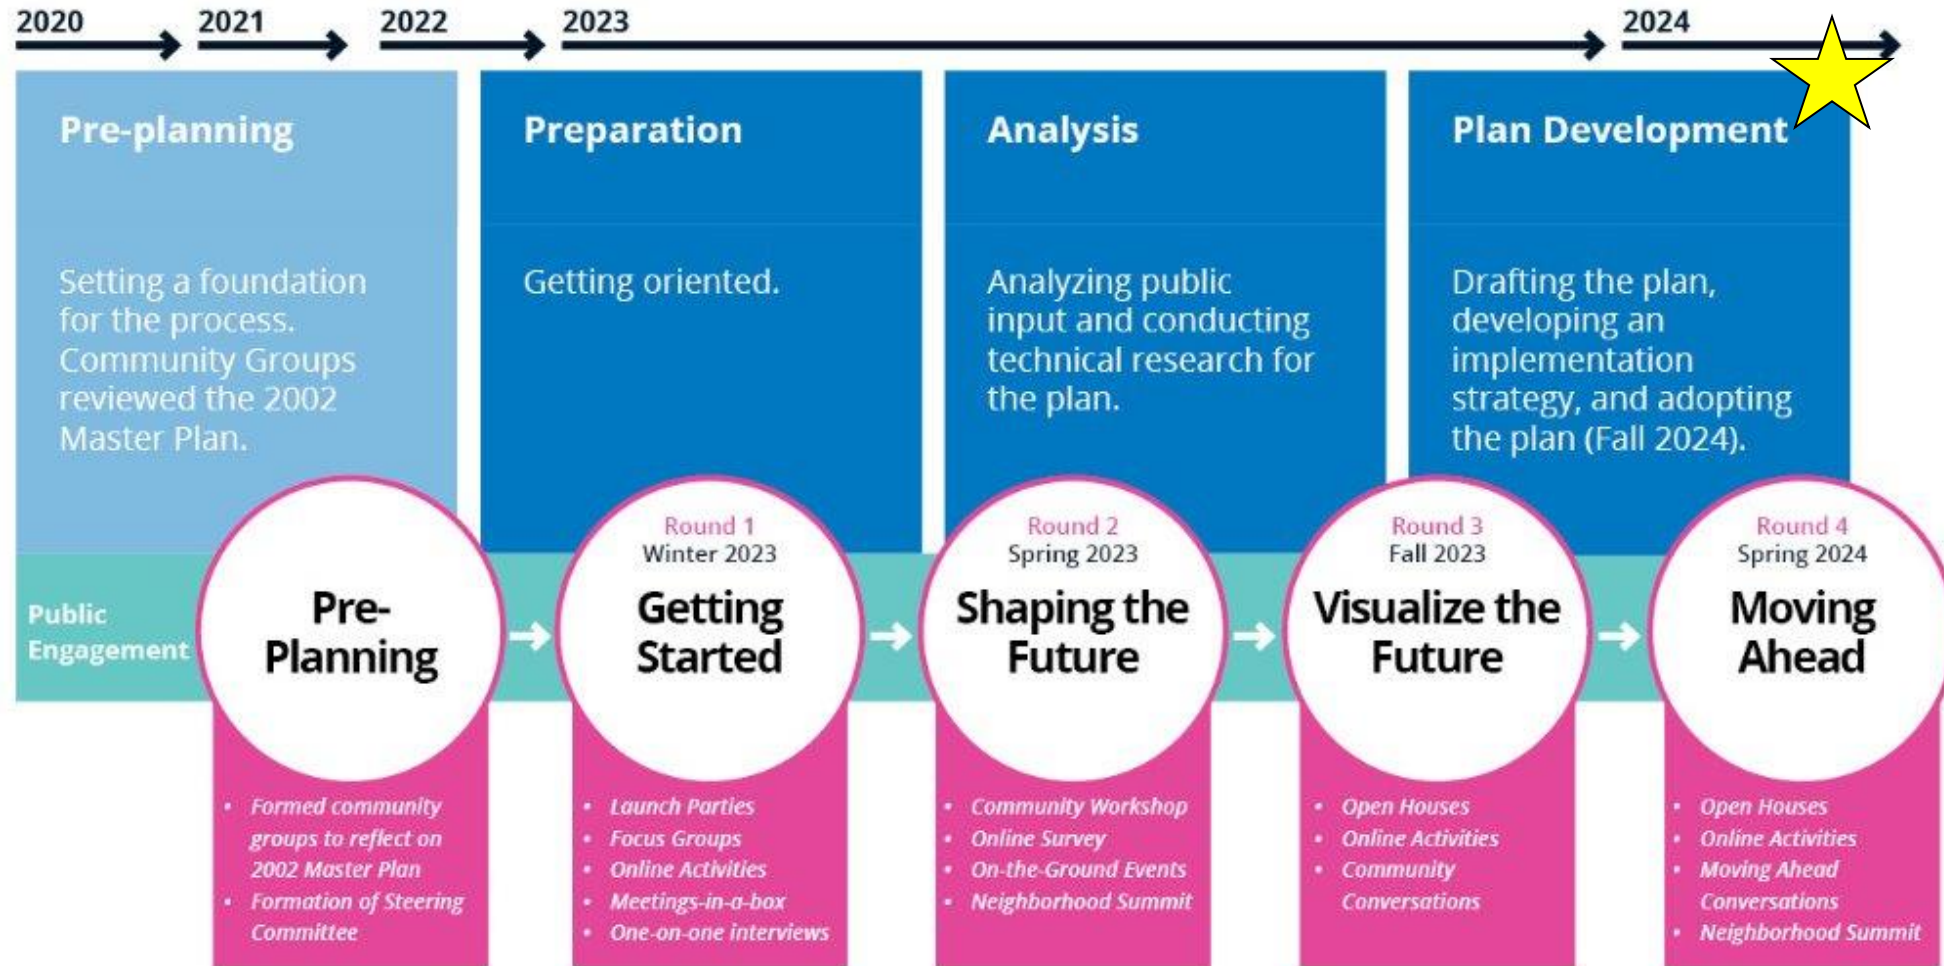 2020
2021
2022
2023
2024
Pre-planning
Setting a foundation
for the process.
Community Groups
reviewed the 2002
Master Plan.
Preparation
Getting oriented.
Analysis
Analyzing public
input and conducting
technical research for
the plan.
Plan Development
Drafting the plan,
developing an
implementation
strategy, and adopting
the plan (Fall 2024).
Public
Engagement
Pre-
Planning
• Formed community
groups to reflect on
2002 Master Plan
• Formation of Steering
Committee
Round 1
Winter 2023
Getting
Started
• Launch Parties
• Focus Groups
• Online Activities
• Meetings-in-a-box
• One-on-one interviews
Round 2
Spring 2023
Shaping the
Future
• Community Workshop
• Online Survey
• On-the-Ground Events
• Neighborhood Summit
Round 3
Fall 2023
Visualize the
Future
• Open Houses
• Online Activities
• Community
Conversations
Round 4
Spring 2024
Moving
Ahead
• Open Houses
• Online Activities
• Moving Ahead
Conversations
• Neighborhood Summit